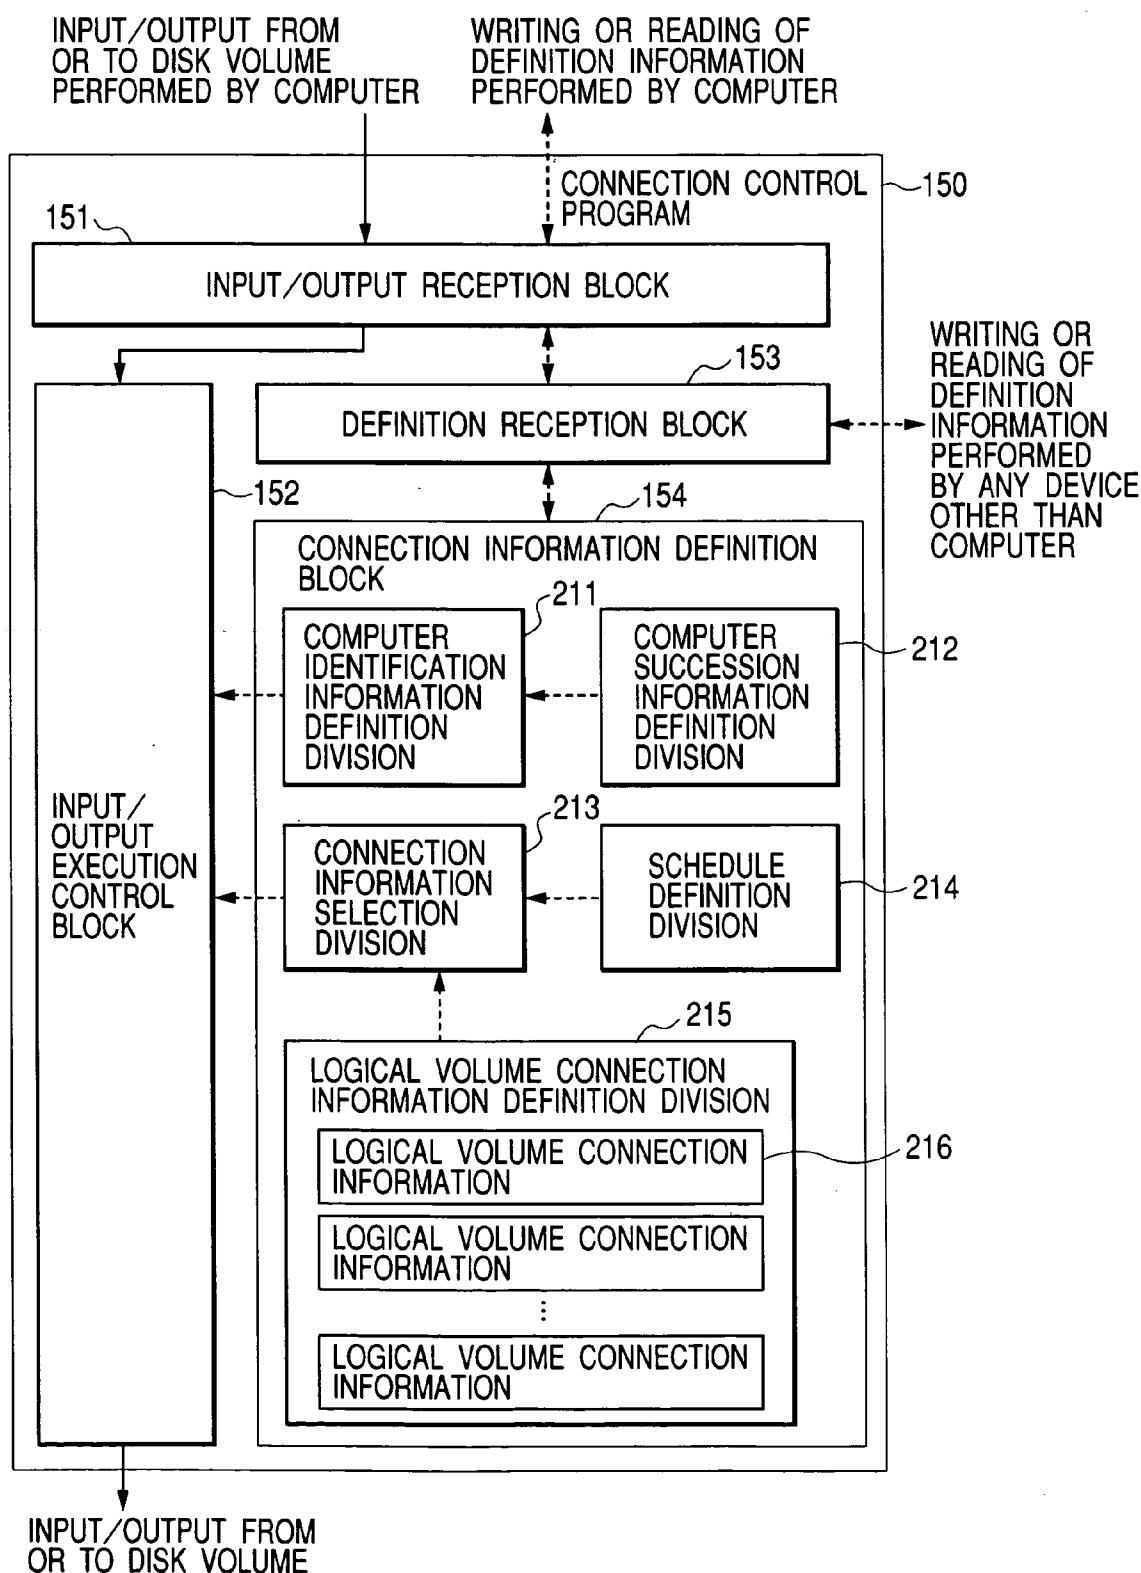 INPUT/OUTPUT FROM
OR TO DISK VOLUME
PERFORMED BY COMPUTER
WRITING OR READING OF
DEFINITION INFORMATION
PERFORMED BY COMPUTER
CONNECTION CONTROL
PROGRAM
150
151
INPUT/OUTPUT RECEPTION BLOCK
WRITING OR
READING OF
DEFINITION
INFORMATION
PERFORMED
BY ANY DEVICE
OTHER THAN
COMPUTER
153
DEFINITION RECEPTION BLOCK
152
154
CONNECTION INFORMATION DEFINITION
BLOCK
211
COMPUTER
IDENTIFICATION
INFORMATION
DEFINITION
DIVISION
COMPUTER
SUCCESSION
INFORMATION
DEFINITION
DIVISION
212
INPUT/
OUTPUT
EXECUTION
CONTROL
BLOCK
213
CONNECTION
INFORMATION
SELECTION
DIVISION
SCHEDULE
DEFINITION
DIVISION
214
215
LOGICAL VOLUME CONNECTION
INFORMATION DEFINITION DIVISION
LOGICAL VOLUME CONNECTION
INFORMATION
216
LOGICAL VOLUME CONNECTION
INFORMATION
LOGICAL VOLUME CONNECTION
INFORMATION
INPUT/OUTPUT FROM
OR TO DISK VOLUME